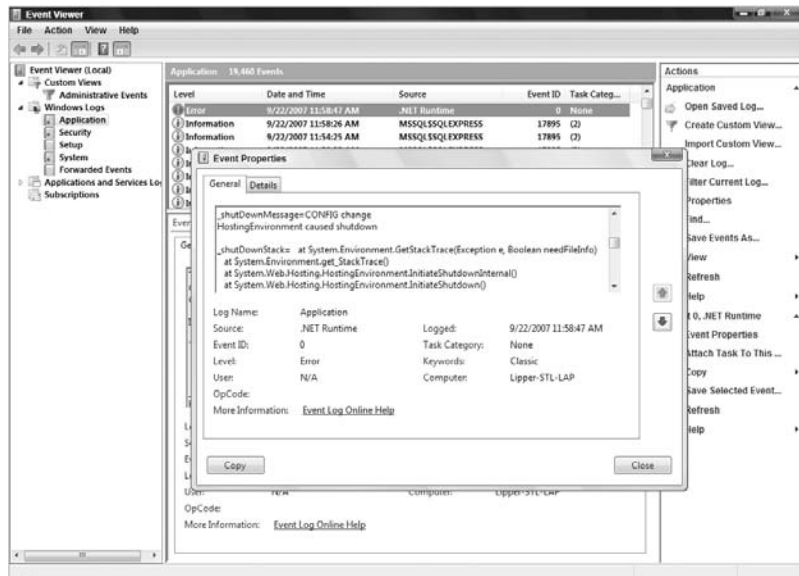 Event Viewer
File Action View Help
Event Viewer (Local)
Custom Views
Administrative Events
Windows Logs
Application
Security
Setup
System
Forwarded Events
Applications and Services Lo
Subscriptions
Application 19,460 Events
Level Date and Time Source Event ID Task Categ...
Error 9/22/2007 11:58:47 AM .NET Runtime 0 None
Information 9/22/2007 11:58:26 AM MSSQL$SQLEXPRESS 17895 (2)
Information 9/22/2007 11:54:25 AM MSSQL$SQLEXPRESS 17895 (2)
Event Properties
General Details
_shutDownMessage=CONFIG change
HostingEnvironment caused shutdown
_shutDownStack= at System.Environment.GetStackTrace(Exception e, Boolean needFileInfo)
at System.Environment.get_StackTrace()
at System.Web.Hosting.HostingEnvironment.InitiateShutdownInternal()
at System.Web.Hosting.HostingEnvironment.InitiateShutdown()
Log Name: Application
Source: .NET Runtime Logged: 9/22/2007 11:58:47 AM
Event ID: 0 Task Category: None
Level: Error Keywords: Classic
User: N/A Computer: Lipper-STL-LAP
OpCode:
More Information: Event Log Online Help
Copy Close
OpCode:
More Information: Event Log Online Help
Actions
Application
Open Saved Log...
Create Custom View...
Import Custom View...
Clear Log...
Filter Current Log...
Properties
Find...
Save Events As...
View
Refresh
Help
t 0, .NET Runtime
Event Properties
Attach Task To This ...
Copy
Save Selected Event...
Refresh
Help